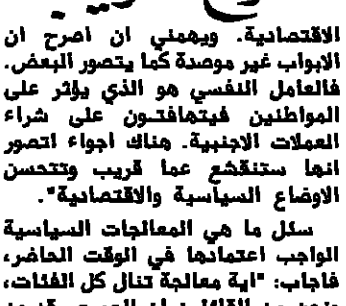 الاقتصادية. ويهمني ان اصرح ان
الابواب غير موصدة كما يتصور البعض.
فالعامل النفسي هو الذي يؤثر على
المواطنين فيتهافتون على شراء
العملات الاجنبية. هناك اجواء اتصور
انها ستنقشع عما قريب وتتحسن
الاوضاع السياسية والاقتصادية".
سئل ما هي المعالجات السياسية
الواجب اعتمادها في الوقت الحاضر،
فاجاب: "اية معالجة تنال كل الفئات،